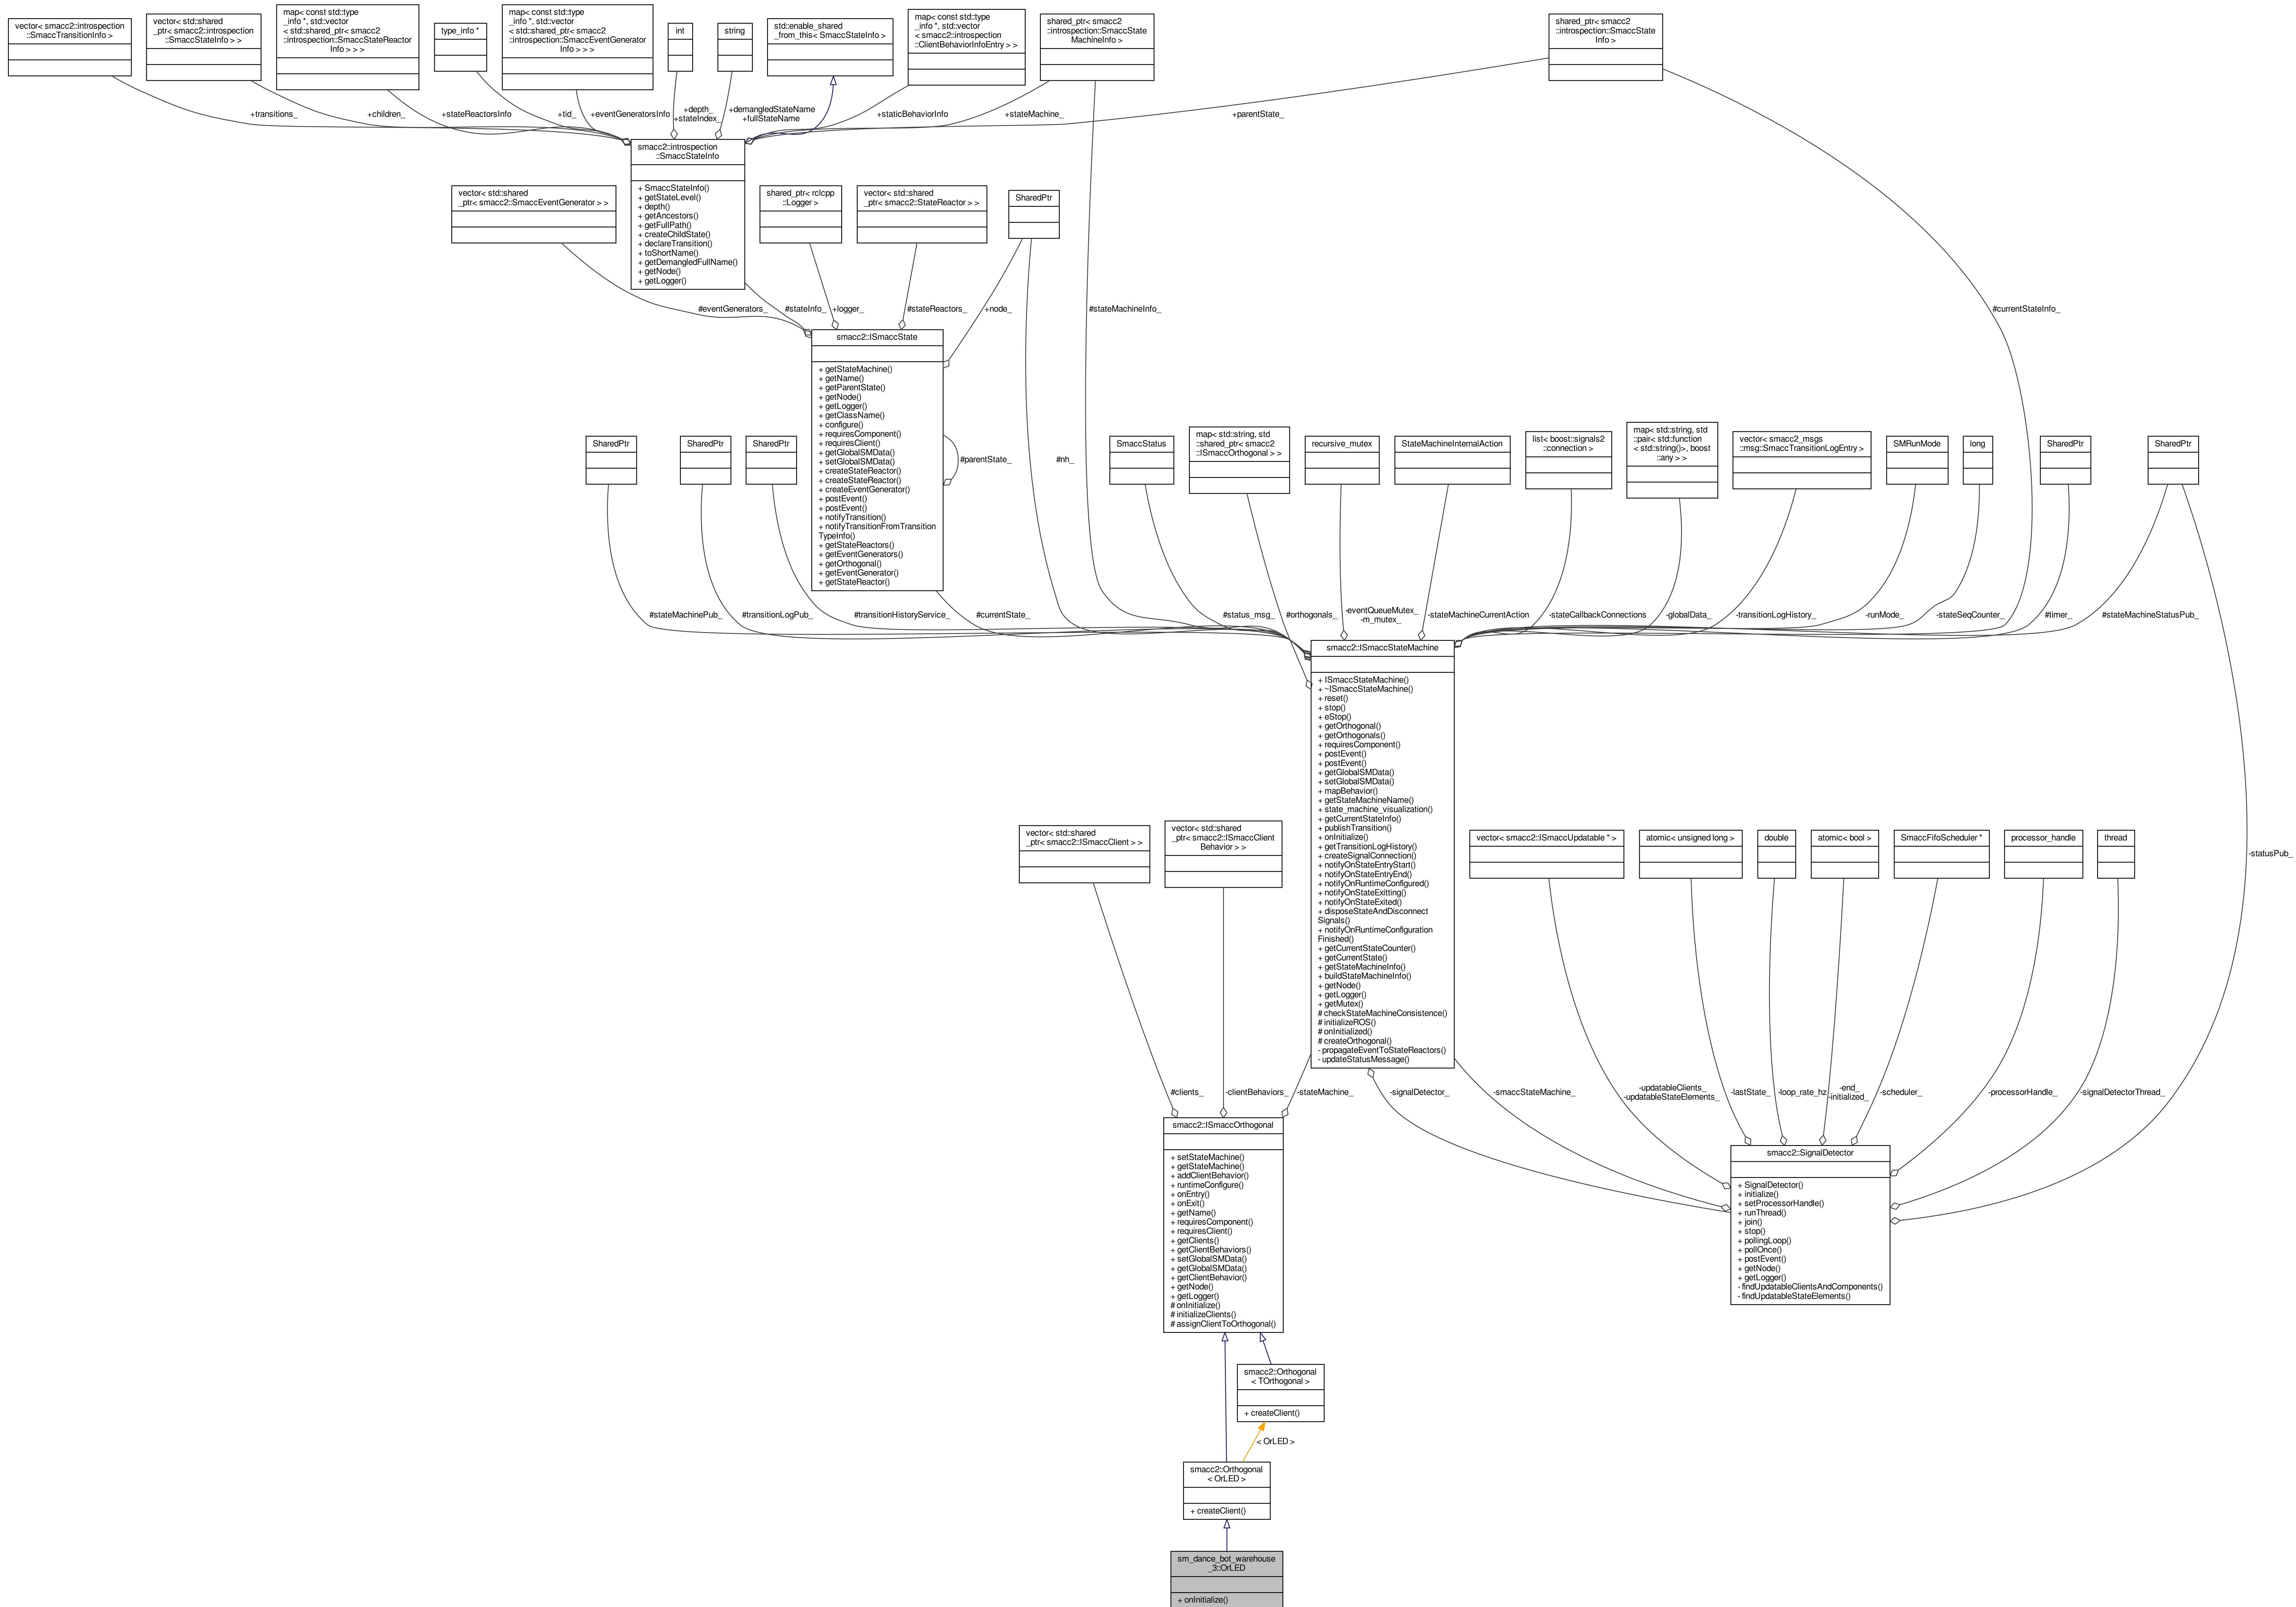 vector< smacc2::introspection
::SmaccTransitionInfo >
vector< std::shared
_ptr< smacc2::introspection
::SmaccStateInfo > >
map< const std::type
_info *, std::vector
< std::shared_ptr< smacc2
::introspection::SmaccStateReactor
Info > > >
type_info *
map< const std::type
_info *, std::vector
< std::shared_ptr< smacc2
::introspection::SmaccEventGenerator
Info > > >
int
string
std::enable_shared
_from_this< SmaccStateInfo >
map< const std::type
_info *, std::vector
< smacc2::introspection
::ClientBehaviorInfoEntry > >
shared_ptr< smacc2
::introspection::SmaccState
MachineInfo >
shared_ptr< smacc2
::introspection::SmaccState
Info >
+transitions_
+children_
+stateReactorsInfo
+tid_
+eventGeneratorsInfo
+depth_
+stateIndex_
+demangledStateName
+fullStateName
+staticBehaviorInfo
+stateMachine_
+parentState_
smacc2::introspection
::SmaccStateInfo
+ SmaccStateInfo()
+ getStateLevel()
+ depth()
+ getAncestors()
+ getFullPath()
+ createChildState()
+ declareTransition()
+ toShortName()
+ getDemangledFullName()
+ getNode()
+ getLogger()
vector< std::shared
_ptr< smacc2::SmaccEventGenerator > >
shared_ptr< rclcpp
::Logger >
vector< std::shared
_ptr< smacc2::StateReactor > >
SharedPtr
#eventGenerators_
#stateInfo_
+logger_
#stateReactors_
+node_
#stateMachineInfo_
#currentStateInfo_
smacc2::ISmaccState
+ getStateMachine()
+ getName()
+ getParentState()
+ getNode()
+ getLogger()
+ getClassName()
+ configure()
+ requiresComponent()
+ requiresClient()
+ getGlobalSMData()
+ setGlobalSMData()
+ createStateReactor()
+ createStateReactor()
+ createEventGenerator()
+ postEvent()
+ postEvent()
+ notifyTransition()
+ notifyTransitionFromTransition
TypeInfo()
+ getStateReactors()
+ getEventGenerators()
+ getOrthogonal()
+ getEventGenerator()
+ getStateReactor()
#parentState_
#nh_
SharedPtr
SharedPtr
SharedPtr
SmaccStatus
map< std::string, std
::shared_ptr< smacc2
::ISmaccOrthogonal > >
recursive_mutex
StateMachineInternalAction
list< boost::signals2
::connection >
map< std::string, std
::pair< std::function
< std::string()>, boost
::any > >
vector< smacc2_msgs
::msg::SmaccTransitionLogEntry >
SMRunMode
long
SharedPtr
SharedPtr
#stateMachinePub_
#transitionLogPub_
#transitionHistoryService_
#currentState_
#status_msg_
#orthogonals_
-eventQueueMutex_
-m_mutex_
-stateMachineCurrentAction
-stateCallbackConnections
-globalData_
-transitionLogHistory_
-runMode_
-stateSeqCounter_
#timer_
#stateMachineStatusPub_
smacc2::ISmaccStateMachine
+ ISmaccStateMachine()
+ ~ISmaccStateMachine()
+ reset()
+ stop()
+ eStop()
+ getOrthogonal()
+ getOrthogonals()
+ requiresComponent()
+ postEvent()
+ postEvent()
+ getGlobalSMData()
+ setGlobalSMData()
+ mapBehavior()
+ getStateMachineName()
+ state_machine_visualization()
+ getCurrentStateInfo()
+ publishTransition()
+ onInitialize()
+ getTransitionLogHistory()
+ createSignalConnection()
+ notifyOnStateEntryStart()
+ notifyOnStateEntryEnd()
+ notifyOnRuntimeConfigured()
+ notifyOnStateExitting()
+ notifyOnStateExited()
+ disposeStateAndDisconnect
Signals()
+ notifyOnRuntimeConfiguration
Finished()
+ getCurrentStateCounter()
+ getCurrentState()
+ getStateMachineInfo()
+ buildStateMachineInfo()
+ getNode()
+ getLogger()
+ getMutex()
# checkStateMachineConsistence()
# initializeROS()
# onInitialized()
# createOrthogonal()
- propagateEventToStateReactors()
- updateStatusMessage()
vector< std::shared
_ptr< smacc2::ISmaccClient > >
vector< std::shared
_ptr< smacc2::ISmaccClient
Behavior > >
vector< smacc2::ISmaccUpdatable * >
atomic< unsigned long >
double
atomic< bool >
SmaccFifoScheduler *
processor_handle
thread
-statusPub_
#clients_
-clientBehaviors_
-stateMachine_
-signalDetector_
-smaccStateMachine_
-updatableClients_
-updatableStateElements_
-lastState_
-loop_rate_hz
-end_
-initialized_
-scheduler_
-processorHandle_
-signalDetectorThread_
smacc2::ISmaccOrthogonal
+ setStateMachine()
+ getStateMachine()
+ addClientBehavior()
+ runtimeConfigure()
+ onEntry()
+ onExit()
+ getName()
+ requiresComponent()
+ requiresClient()
+ getClients()
+ getClientBehaviors()
+ setGlobalSMData()
+ getGlobalSMData()
+ getClientBehavior()
+ getNode()
+ getLogger()
# onInitialize()
# initializeClients()
# assignClientToOrthogonal()
smacc2::SignalDetector
+ SignalDetector()
+ initialize()
+ setProcessorHandle()
+ runThread()
+ join()
+ stop()
+ pollingLoop()
+ pollOnce()
+ postEvent()
+ getNode()
+ getLogger()
- findUpdatableClientsAndComponents()
- findUpdatableStateElements()
smacc2::Orthogonal
< TOrthogonal >
+ createClient()
< OrLED >
smacc2::Orthogonal
< OrLED >
+ createClient()
sm_dance_bot_warehouse
_3::OrLED
+ onInitialize()